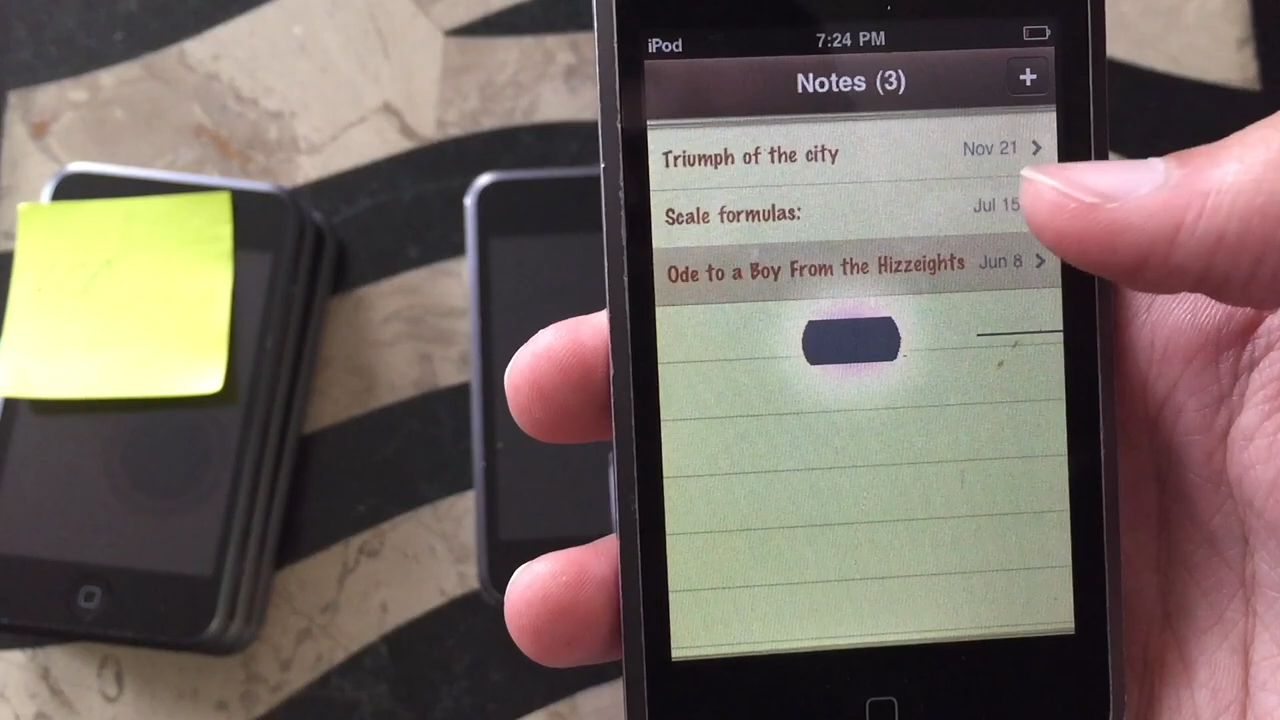 iPod 7:24 PM
Notes (3) +
Triumph of the city Nov 21
Scale formulas: Jul 15
Ode to a Boy From the Hizzeights Jun 8